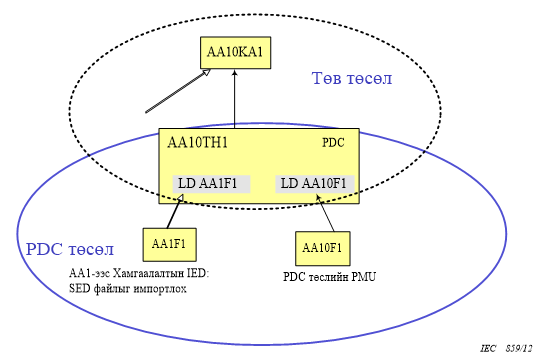 AA10KA1
Төв төсөл
AA10TH1
PDC
LD AA1F1
LD AA10F1
AA1F1
AA10F1
PDC төсөл
AA1-ээс Хамгаалалтын IED:
SED файлыг импортлох
PDC төслийн PMU
IEC 859/12